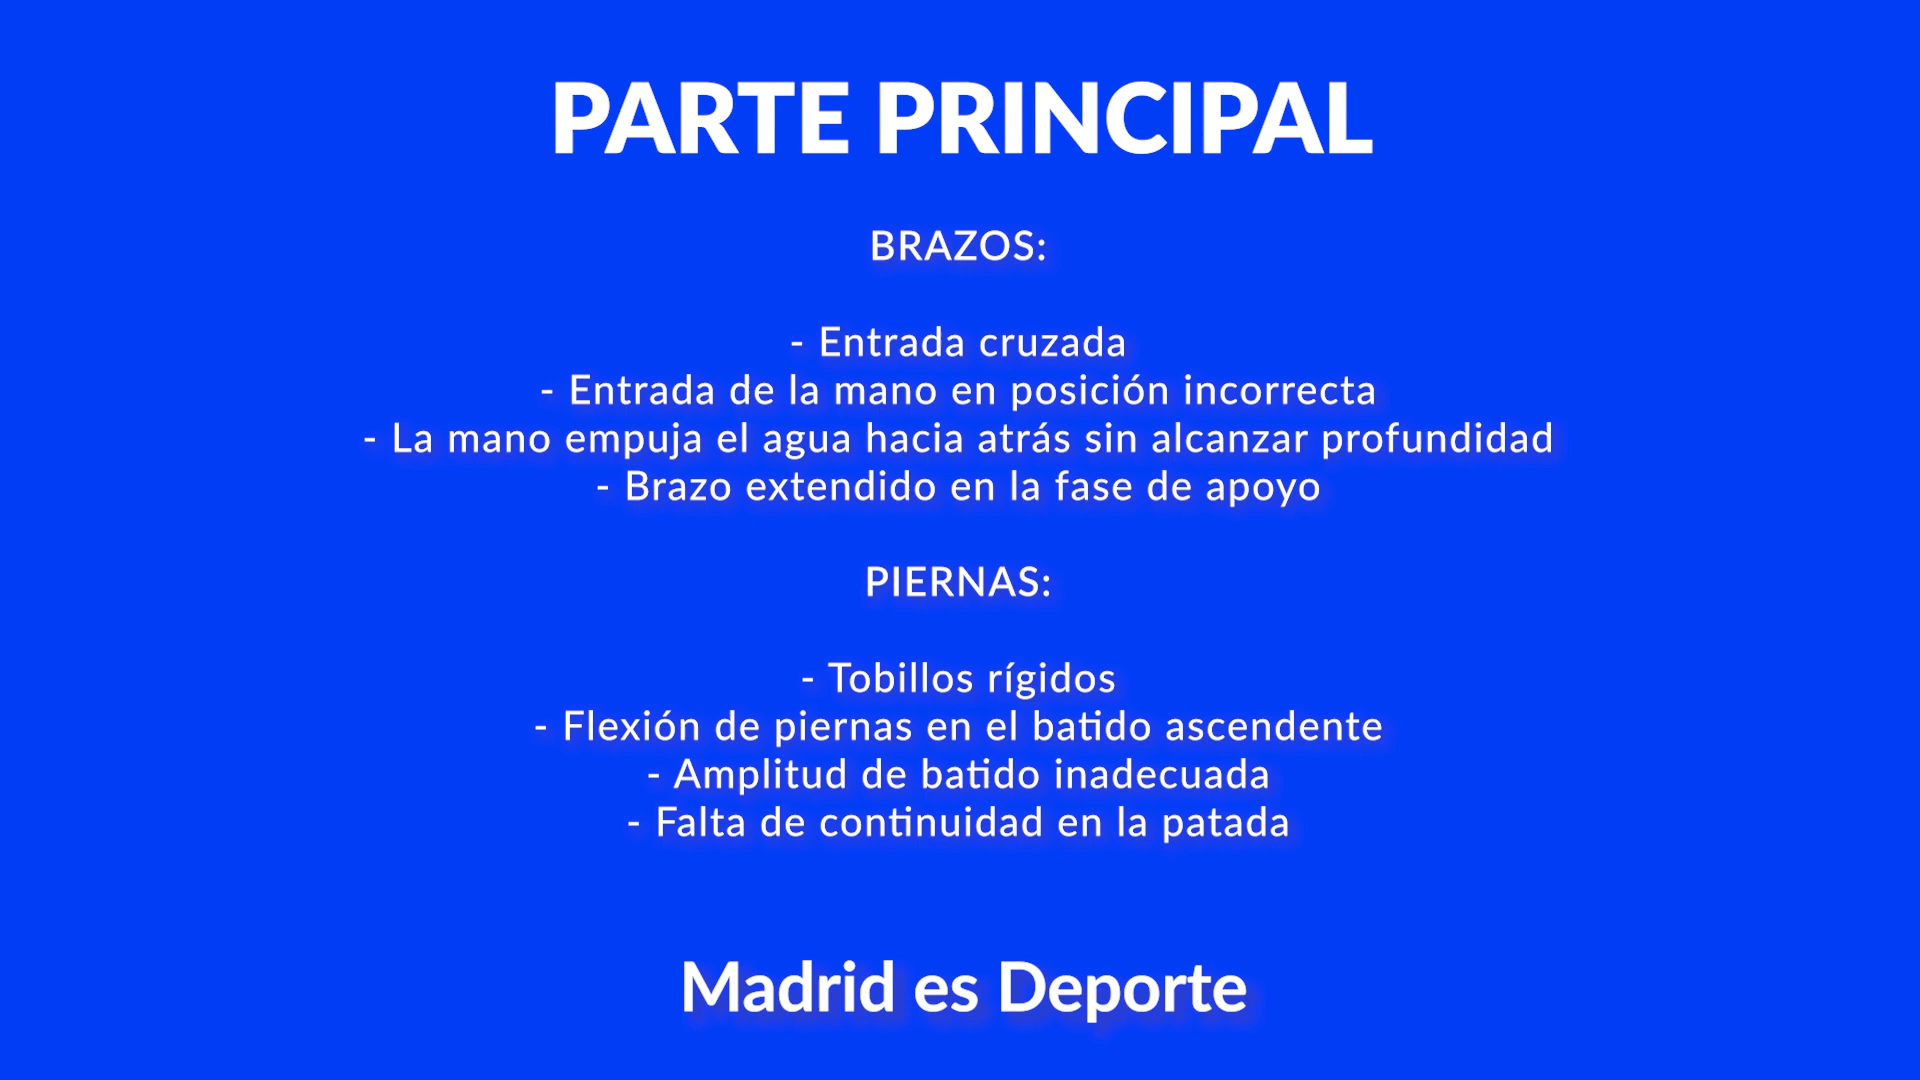 PARTE PRINCIPAL
BRAZOS:
- Entrada cruzada
- Entrada de la mano en posición incorrecta
- La mano empuja el agua hacia atrás sin alcanzar profundidad
- Brazo extendido en la fase de apoyo
PIERNAS:
- Tobillos rígidos
- Flexión de piernas en el batido ascendente
- Amplitud de batido inadecuada
- Falta de continuidad en la patada
Madrid es Deporte